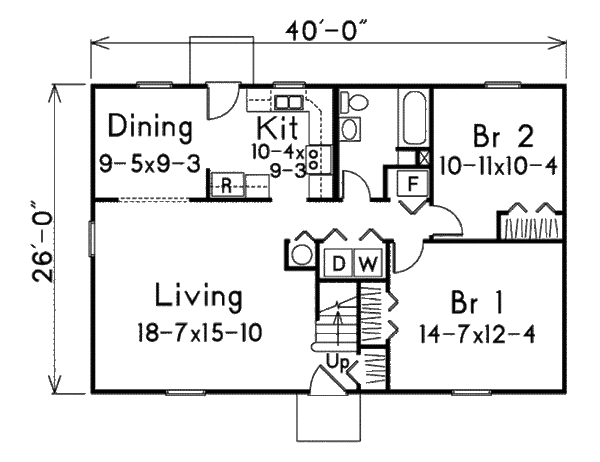 40'-0"
26'-0"
Dining
9-5x9-3
Kit
10-4x
9-3
R
F
Br 2
10-11x10-4
D
W
Living
18-7x15-10
Up
Br 1
14-7x12-4